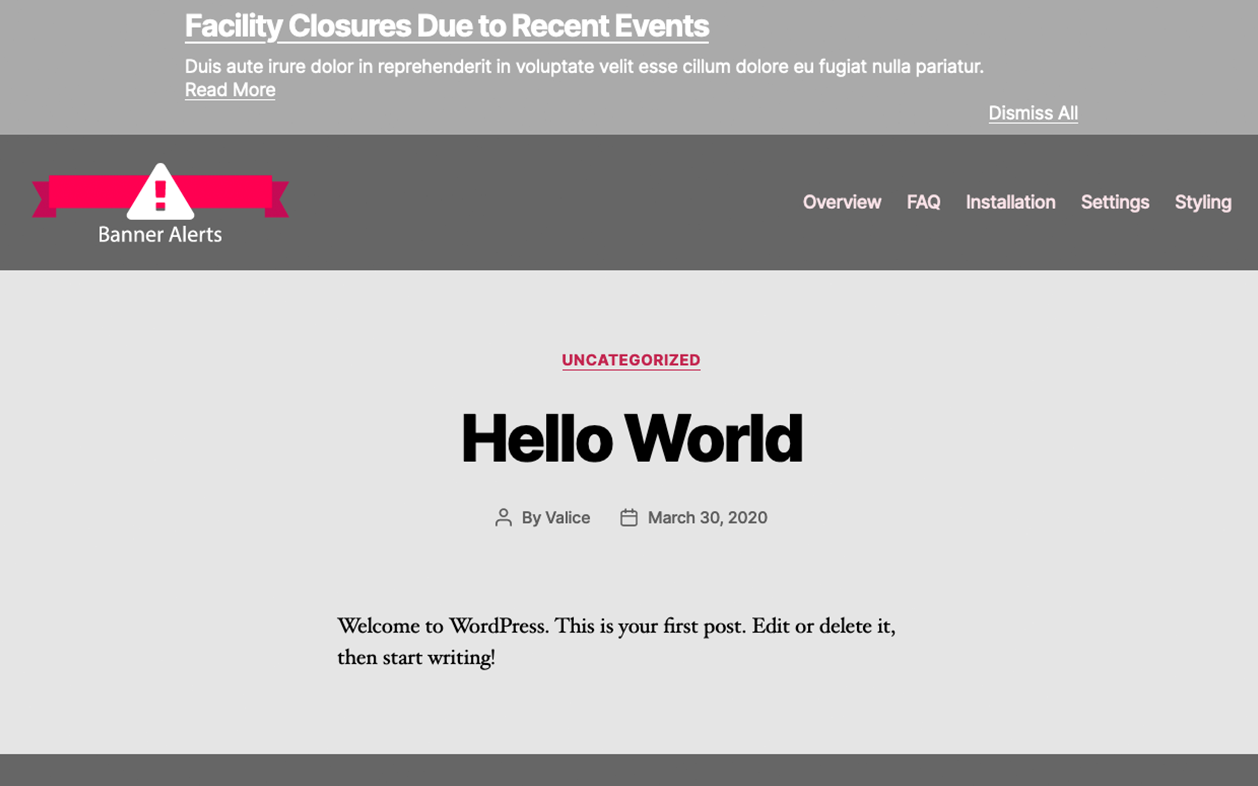 Facility Closures Due to Recent Events
Duis aute irure dolor in reprehenderit in voluptate velit esse cillum dolore eu fugiat nulla pariatur.
Read More
Dismiss All
Banner Alerts
Overview FAQ Installation Settings Styling
UNCATEGORIZED
Hello World
By Valice March 30, 2020
Welcome to WordPress. This is your first post. Edit or delete it,
then start writing!